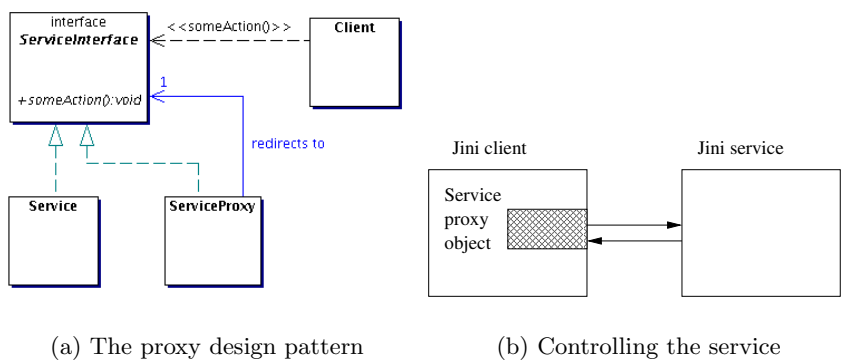 interface
ServiceInterface
+someAction():void
<<someAction()>>
Client
1
redirects to
Service
ServiceProxy
(a) The proxy design pattern
Jini client
Jini service
Service
proxy
object
(b) Controlling the service